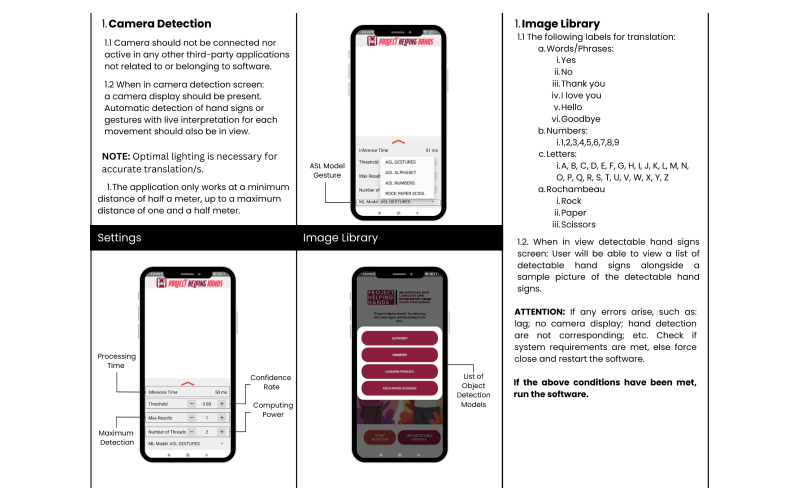 1. Camera Detection
1.1 Camera should not be connected nor
active in any other third-party applications
not related to or belonging to software.
1.2 When in camera detection screen:
a camera display should be present.
Automatic detection of hand signs or
gestures with live interpretation for each
movement should also be in view.
NOTE: Optimal lighting is necessary for
accurate translation/s.
1. The application only works at a minimum
distance of half a meter, up to a maximum
distance of one and a half meter.
PROJECT HELPING HANDS
Inference Time 51 ms
Threshold
Max Result
Number of
ASL GESTURES
ASL ALPHABET
ASL NUMBERS
ROCK PAPER SCISS.
ML Model ASL GESTURES
ASL Model
Gesture
Settings
Image Library
PROJECT HELPING HANDS
Inference Time 58 ms
Threshold − 0.00 +
Max Results − 1 +
Number of Threads − 2 +
ML Model ASL GESTURES
Processing
Time
Maximum
Detection
Confidence
Rate
Computing
Power
PROJECT
HELPING
HANDS
ALPHABET
NUMBERS
COMMON PHRASES
ROCK PAPER SCISSORS
List of
Object
Detection
Models
1. Image Library
1.1 The following labels for translation:
a. Words/Phrases:
i. Yes
ii. No
iii. Thank you
iv. I love you
v. Hello
vi. Goodbye
b. Numbers:
i. 1,2,3,4,5,6,7,8,9
c. Letters:
i. A, B, C, D, E, F, G, H, I, J, K, L, M, N,
O, P, Q, R, S, T, U, V, W, X, Y, Z
a. Rochambeau
i. Rock
ii. Paper
iii. Scissors
1.2. When in view detectable hand signs
screen: User will be able to view a list of
detectable hand signs alongside a
sample picture of the detectable hand
signs.
ATTENTION: If any errors arise, such as:
lag; no camera display; hand detection
are not corresponding; etc. Check if
system requirements are met, else force
close and restart the software.
If the above conditions have been met,
run the software.